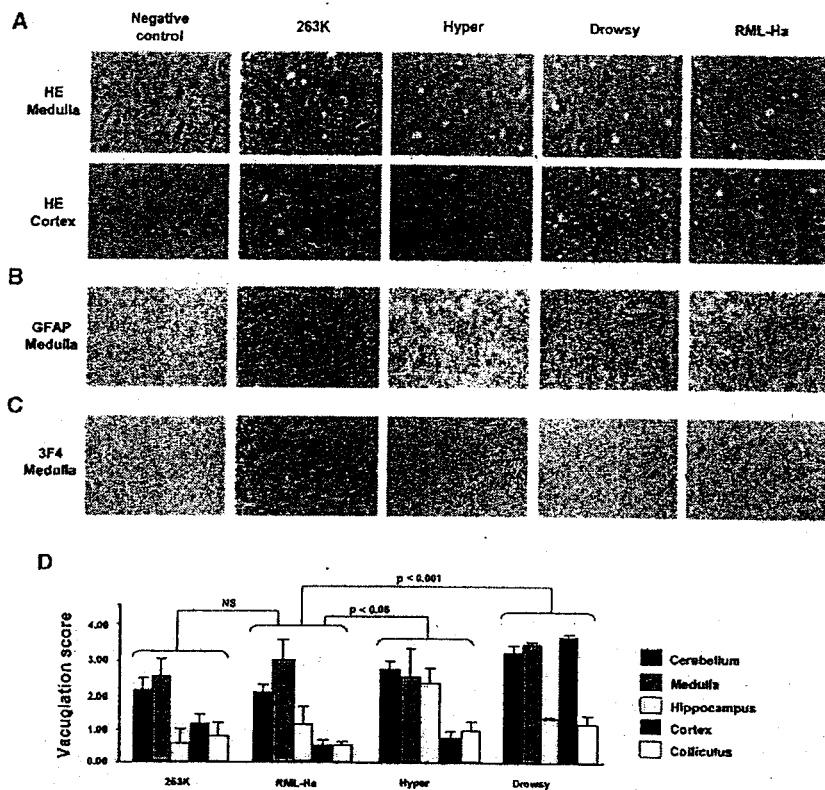 A
Negative control
263K
Hyper
Drowsy
RML-Ha
HE Medulla
HE Cortex
B
GFAP Medulla
C
3F4 Medulla
D
NS
p < 0.001
p < 0.05
Vacuqlation score
4.00
3.00
2.00
1.00
0.00
263K
RML-Ha
Hyper
Drowsy
Cerebellum
Medulla
Hippocampus
Cortex
Colliculus